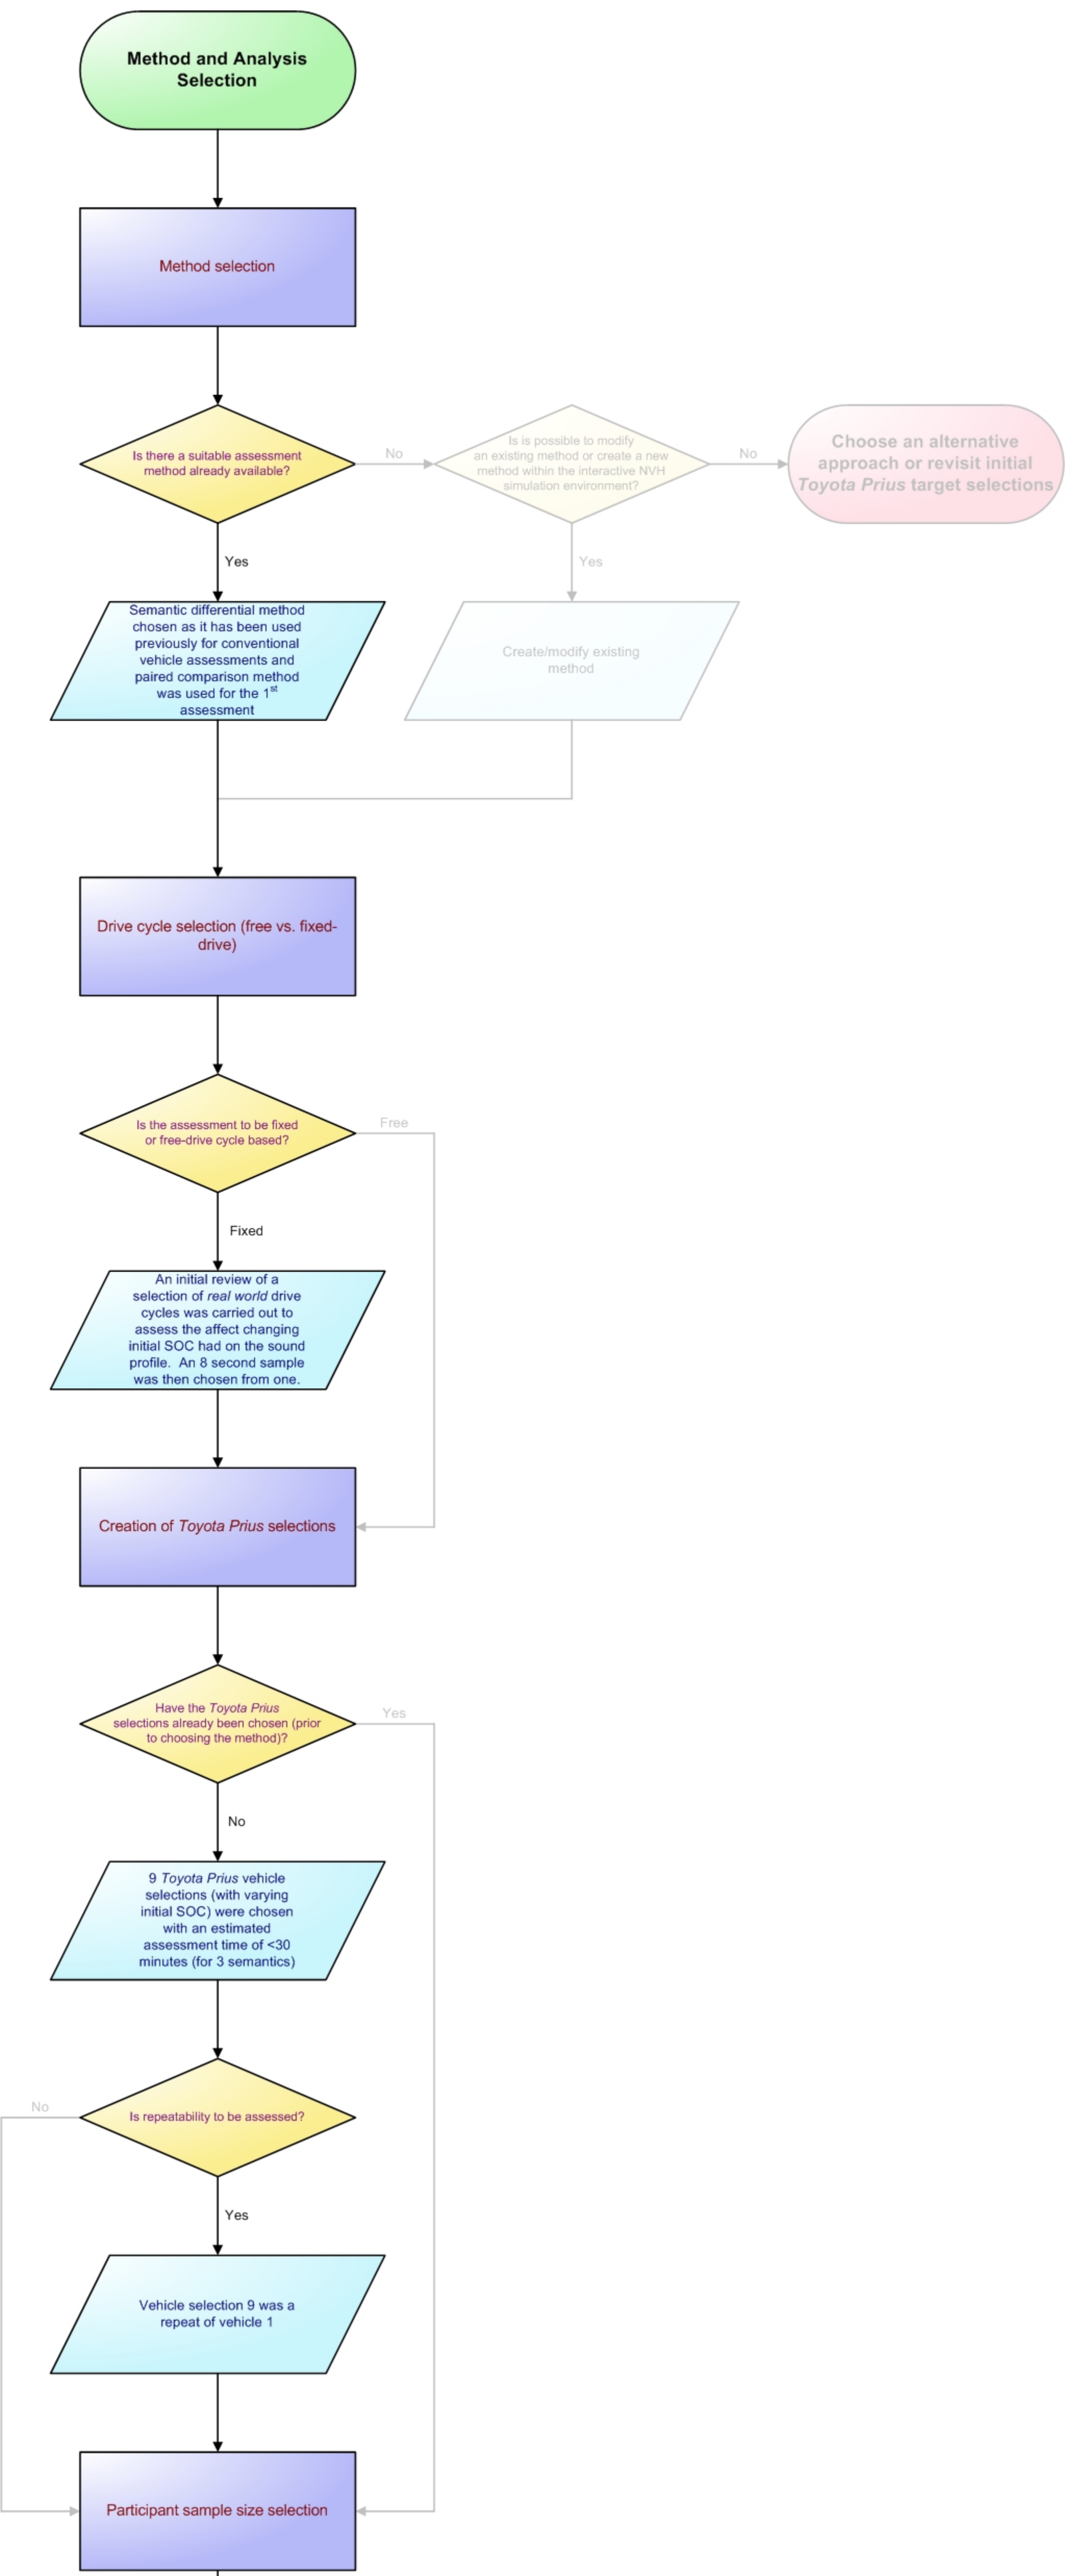 Method and Analysis
Selection
Method selection
Is there a suitable assessment
method already available?
No
Is is possible to modify
an existing method or create a new
method within the interactive NVH
simulation environment?
No
Choose an alternative
approach or revisit initial
Toyota Prius target selections
Yes
Yes
Semantic differential method
chosen as it has been used
previously for conventional
vehicle assessments and
paired comparison method
was used for the 1st
assessment
Create/modify existing
method
Drive cycle selection (free vs. fixed-
drive)
Is the assessment to be fixed
or free-drive cycle based?
Free
Fixed
An initial review of a
selection of real world drive
cycles was carried out to
assess the affect changing
initial SOC had on the sound
profile.  An 8 second sample
was then chosen from one.
Creation of Toyota Prius selections
Have the Toyota Prius
selections already been chosen (prior
to choosing the method)?
Yes
No
9 Toyota Prius vehicle
selections (with varying
initial SOC) were chosen
with an estimated
assessment time of <30
minutes (for 3 semantics)
No
Is repeatability to be assessed?
Yes
Vehicle selection 9 was a
repeat of vehicle 1
Participant sample size selection